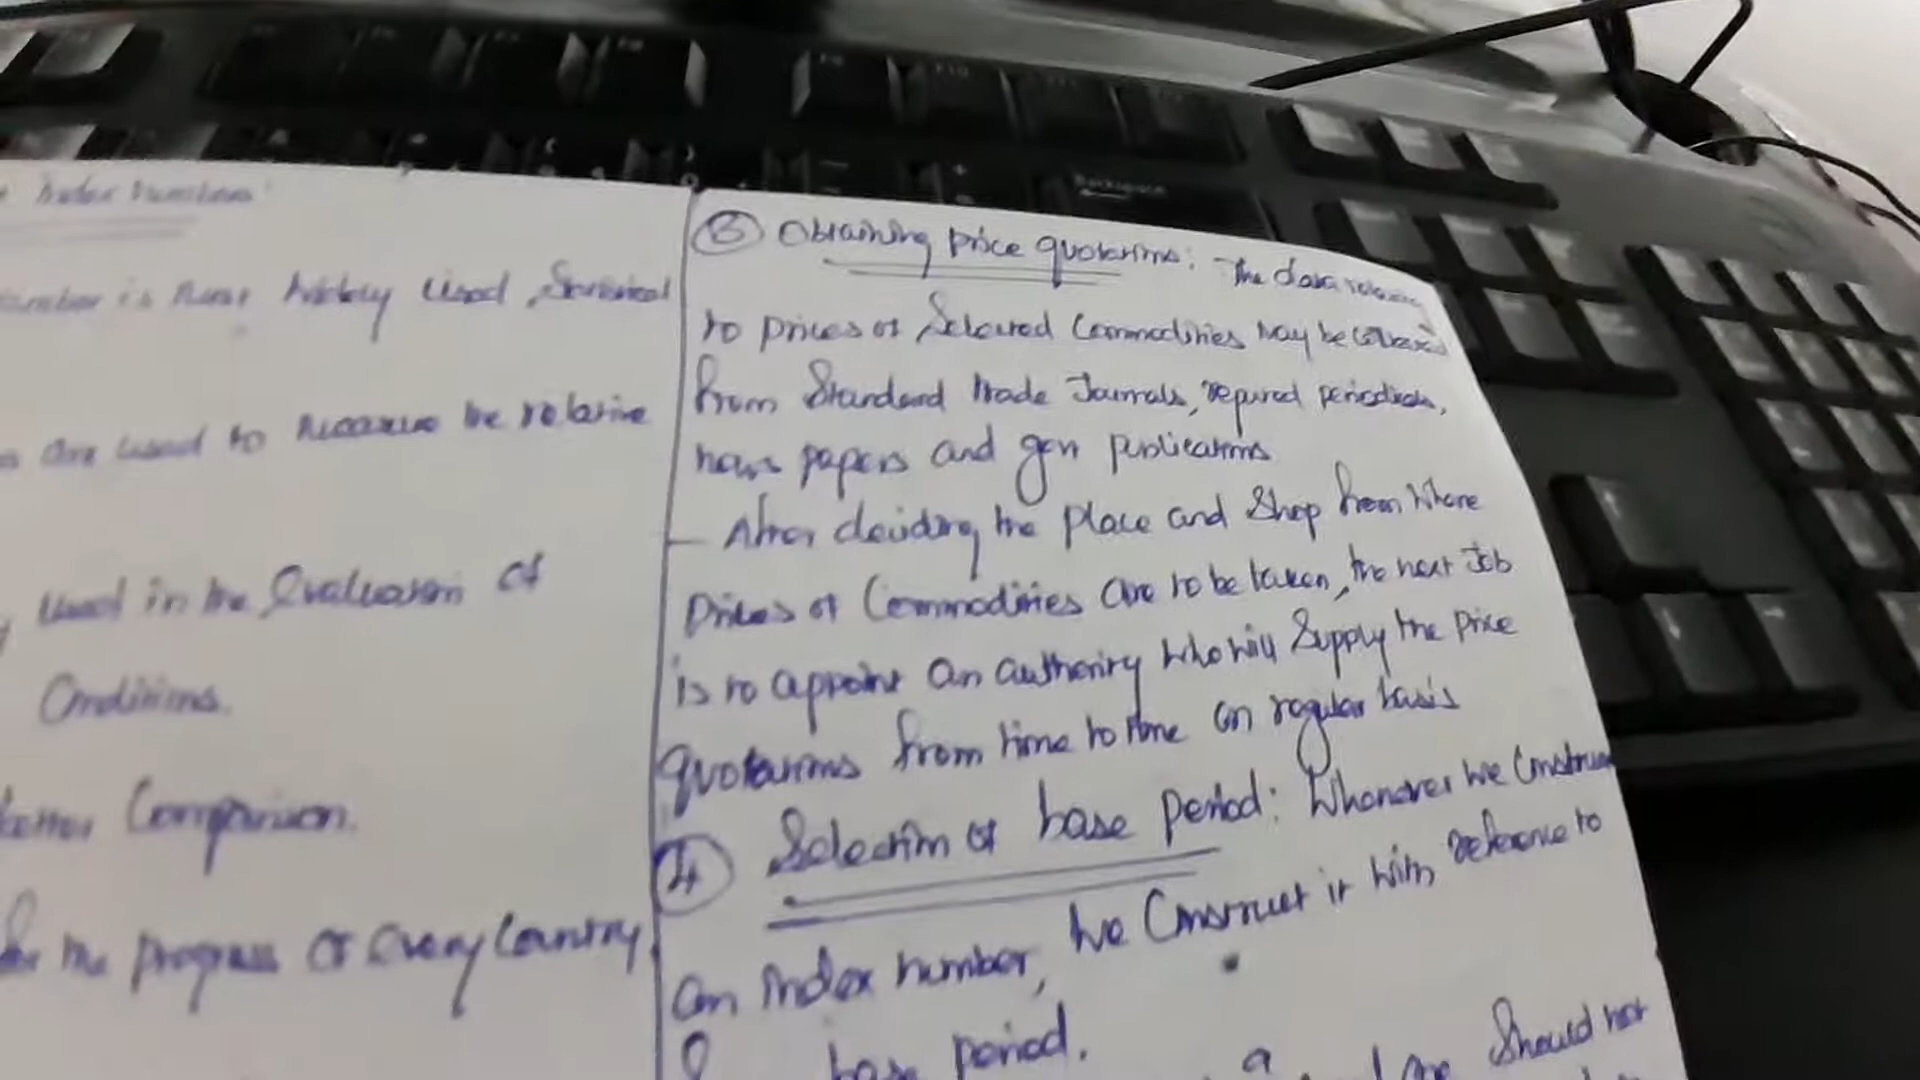 Index Numbers
number is most widely used Statistical
are used to measure the relative
used in the Evaluation of
Conditions.
better Comparison.
for the progress of every Country.
③ Obtaining price quotations: The data relating
to prices of Selected Commodities may be collected
from Standard trade Journals, reputed periodicals,
news papers and gov publications
- After deciding the place and Shop from where
prices of Commodities are to be taken, the next Job
is to appoint an authority who will Supply the price
quotations from time to time on regular basis
④ Selection of base period: Whenever we Construct
an index number, we Construct it with reference to
base period.
a
should not
Backspace